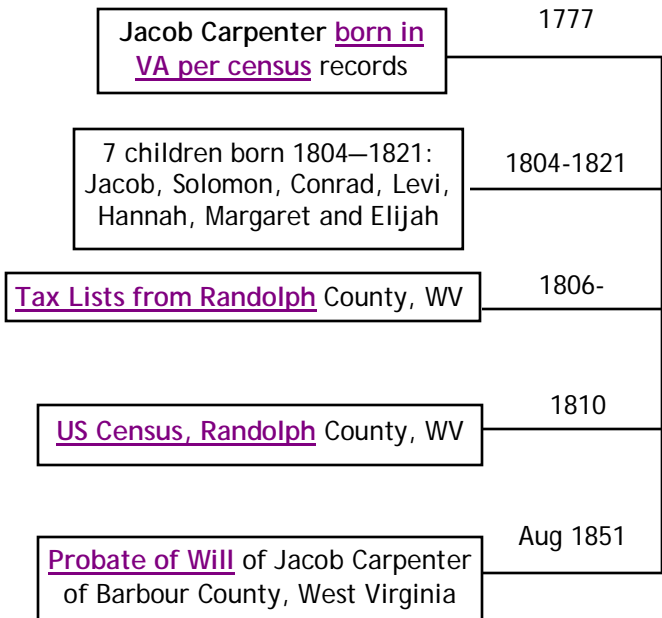 Jacob Carpenter born in
VA per census records
1777
7 children born 1804—1821:
Jacob, Solomon, Conrad, Levi,
Hannah, Margaret and Elijah
1804-1821
Tax Lists from Randolph County, WV
1806-
US Census, Randolph County, WV
1810
Probate of Will of Jacob Carpenter
of Barbour County, West Virginia
Aug 1851